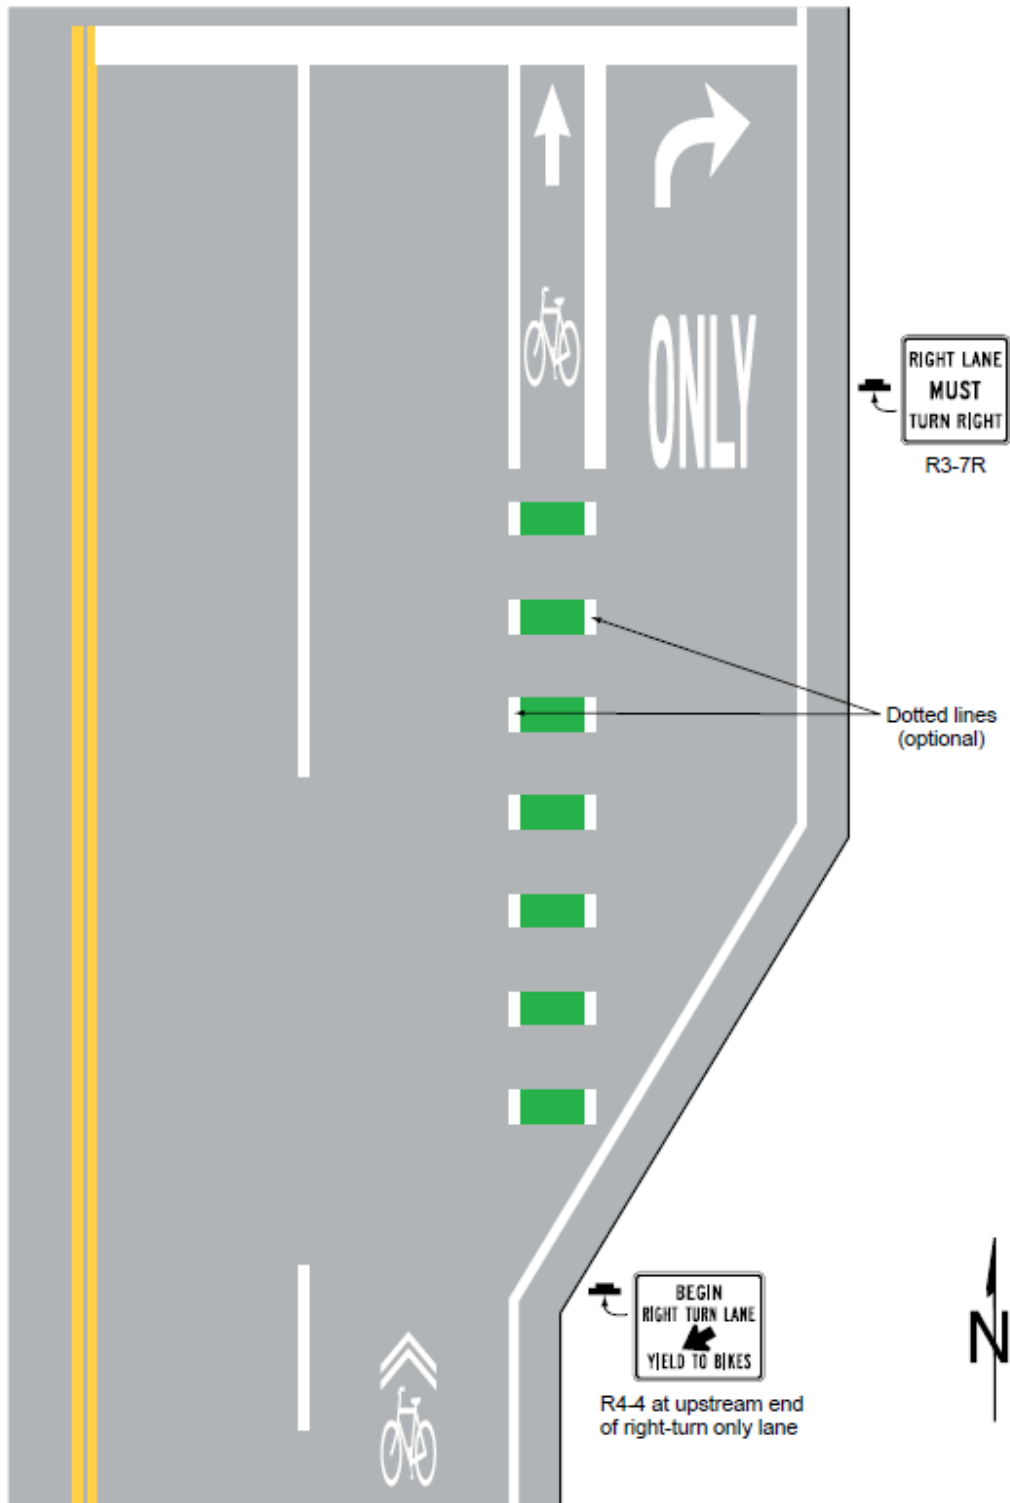 ONLY
RIGHT LANE
MUST
TURN RIGHT
R3-7R
Dotted lines
(optional)
BEGIN
RIGHT TURN LANE
YIELD TO BIKES
R4-4 at upstream end
of right-turn only lane
N